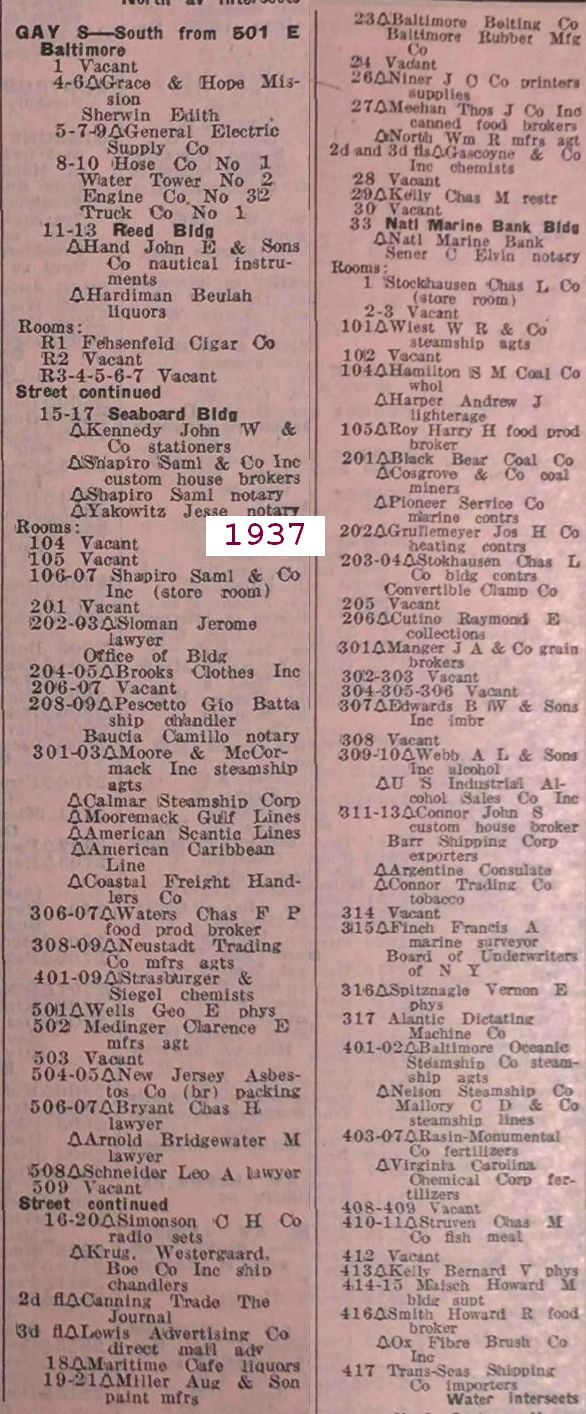 North av intersects
GAY S—South from 501 E
Baltimore
1 Vacant
4-6△Grace & Hope Mis-
sion
Sherwin Edith
5-7-9△General Electric
Supply Co
8-10 Hose Co No 1
Water Tower No 2
Engine Co No 32
Truck Co No 1
11-13 Reed Bldg
△Hand John E & Sons
Co nautical instru-
ments
△Hardiman Beulah
liquors
Rooms:
R1 Fehsenfeld Cigar Co
R2 Vacant
R3-4-5-6-7 Vacant
Street continued
15-17 Seaboard Bldg
△Kennedy John W &
Co stationers
△Shapiro Saml & Co Inc
custom house brokers
△Shapiro Saml notary
△Yakowitz Jesse notary
Rooms:
104 Vacant
105 Vacant
106-07 Shapiro Saml & Co
Inc (store room)
201 Vacant
202-03△Sloman Jerome
lawyer
Office of Bldg
204-05△Brooks Clothes Inc
206-07 Vacant
208-09△Pescetto Gio Batta
ship chandler
Baucia Camillo notary
301-03△Moore & McCor-
mack Inc steamship
agts
△Calmar Steamship Corp
△Mooremack Gulf Lines
△American Scantic Lines
△American Caribbean
Line
△Coastal Freight Hand-
lers Co
306-07△Waters Chas F P
food prod broker
308-09△Neustadt Trading
Co mfrs agts
401-09△Strasburger &
Siegel chemists
501△Wells Geo E phys
502 Medinger Clarence E
mfrs agt
503 Vacant
504-05△New Jersey Asbes-
tos Co (br) packing
506-07△Bryant Chas H
lawyer
△Arnold Bridgewater M
lawyer
508△Schneider Leo A lawyer
509 Vacant
Street continued
16-20△Simonson C H Co
radio sets
△Krug, Westergaard,
Boe Co Inc ship
chandlers
2d fl△Canning Trade The
Journal
3d fl△Lewis Advertising Co
direct mail adv
18△Maritime Cafe liquors
19-21△Miller Aug & Son
paint mfrs
1937
23△Baltimore Belting Co
Baltimore Rubber Mfg
Co
24 Vacant
26△Niner J C Co printers
supplies
27△Meehan Thos J Co Inc
canned food brokers
△North Wm R mfrs agt
2d and 3d fls△Gascoyne & Co
Inc chemists
28 Vacant
29△Kelly Chas M restr
30 Vacant
33 Natl Marine Bank Bldg
△Natl Marine Bank
Sener C Elvin notary
Rooms:
1 Stockhausen Chas L Co
(store room)
2-3 Vacant
101△Wiest W R & Co
steamship agts
102 Vacant
104△Hamilton S M Coal Co
whol
△Harper Andrew J
lighterage
105△Roy Harry H food prod
broker
201△Black Bear Coal Co
△Cosgrove & Co coal
miners
△Pioneer Service Co
marine contrs
202△Grullemeyer Jos H Co
heating contrs
203-04△Stokhausen Chas L
Co bldg contrs
Convertible Clamp Co
205 Vacant
206△Cutino Raymond E
collections
301△Manger J A & Co grain
brokers
302-303 Vacant
304-305-306 Vacant
307△Edwards B W & Sons
Inc lmbr
308 Vacant
309-10△Webb A L & Sons
Inc alcohol
△U S Industrial Al-
cohol Sales Co Inc
311-13△Connor John S
custom house broker
Barr Shipping Corp
exporters
△Argentine Consulate
△Connor Trading Co
tobacco
314 Vacant
315△Finch Francis A
marine surveyor
Board of Underwriters
of N Y
316△Spitznagle Vernon E
phys
317 Alantic Dictating
Machine Co
401-02△Baltimore Oceanic
Steamship Co steam-
ship agts
△Nelson Steamship Co
Mallory C D & Co
steamship lines
403-07△Rasin-Monumental
Co fertilizers
△Virginia Carolina
Chemical Corp fer-
tilizers
408-409 Vacant
410-11△Struven Chas M
Co fish meal
412 Vacant
413△Kelly Bernard V phys
414-15 Maisch Howard M
bldg supt
416△Smith Howard R food
broker
△Ox Fibre Brush Co
Inc
417 Trans-Seas Shipping
Co importers
Water intersects